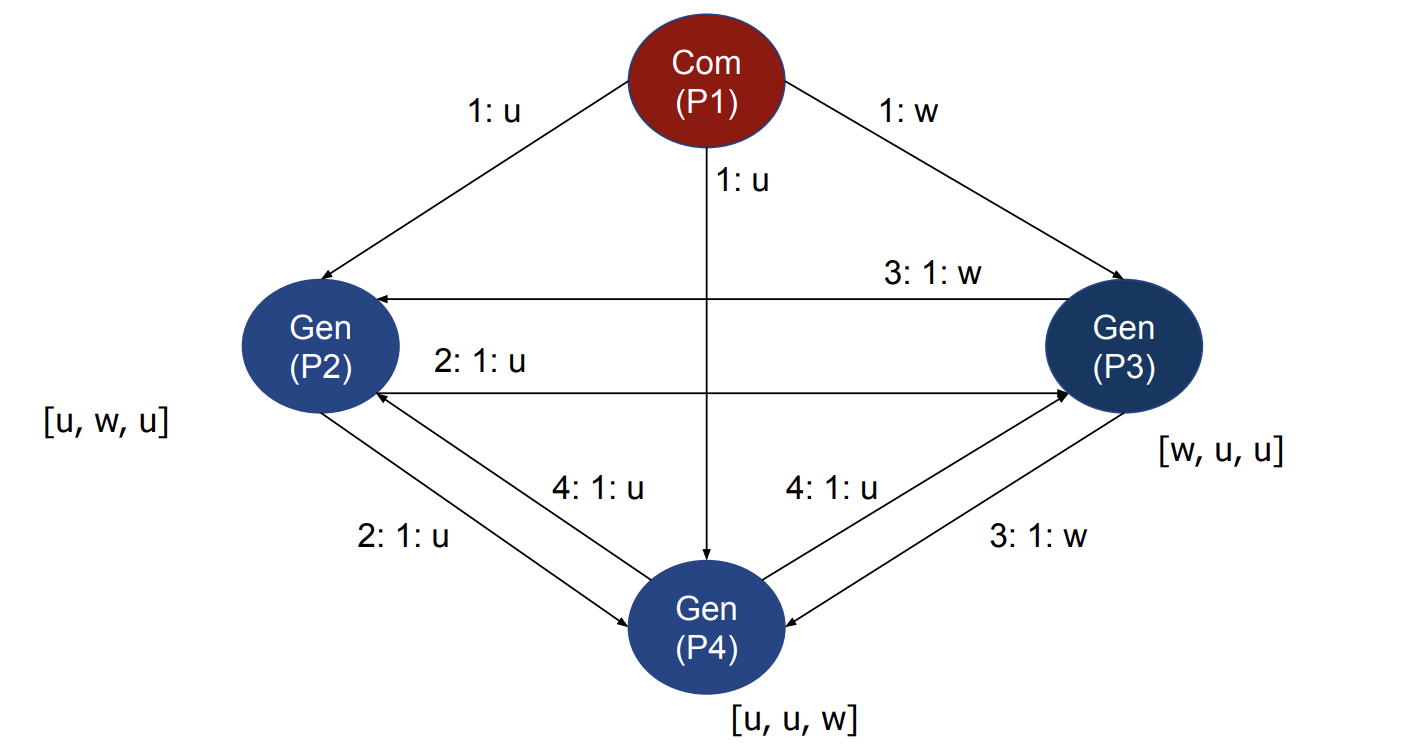 Com
(P1)
1: u
1: w
1: u
3: 1: w
Gen
(P2)
Gen
(P3)
2: 1: u
[u, w, u]
[w, u, u]
4: 1: u
4: 1: u
2: 1: u
3: 1: w
Gen
(P4)
[u, u, w]